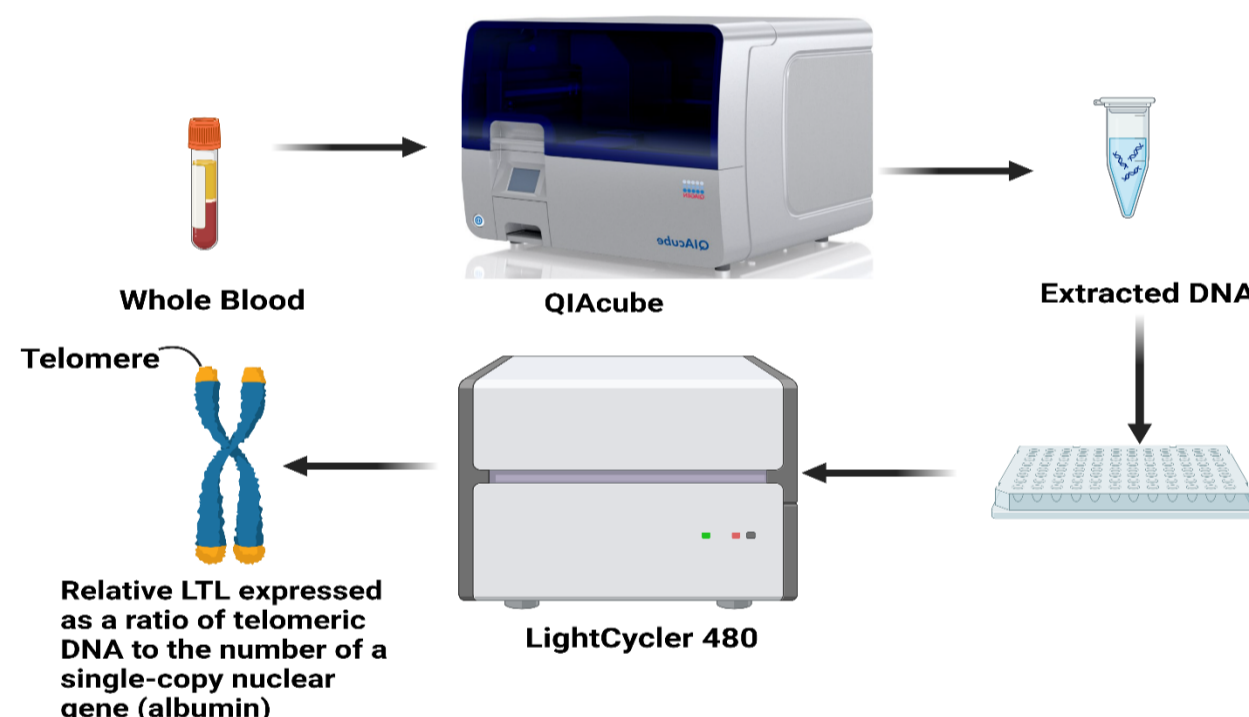 Whole Blood
QIAcube
QIAcube
Extracted DNA
Telomere
LightCycler 480
Relative LTL expressed
as a ratio of telomeric
DNA to the number of a
single-copy nuclear
gene (albumin)